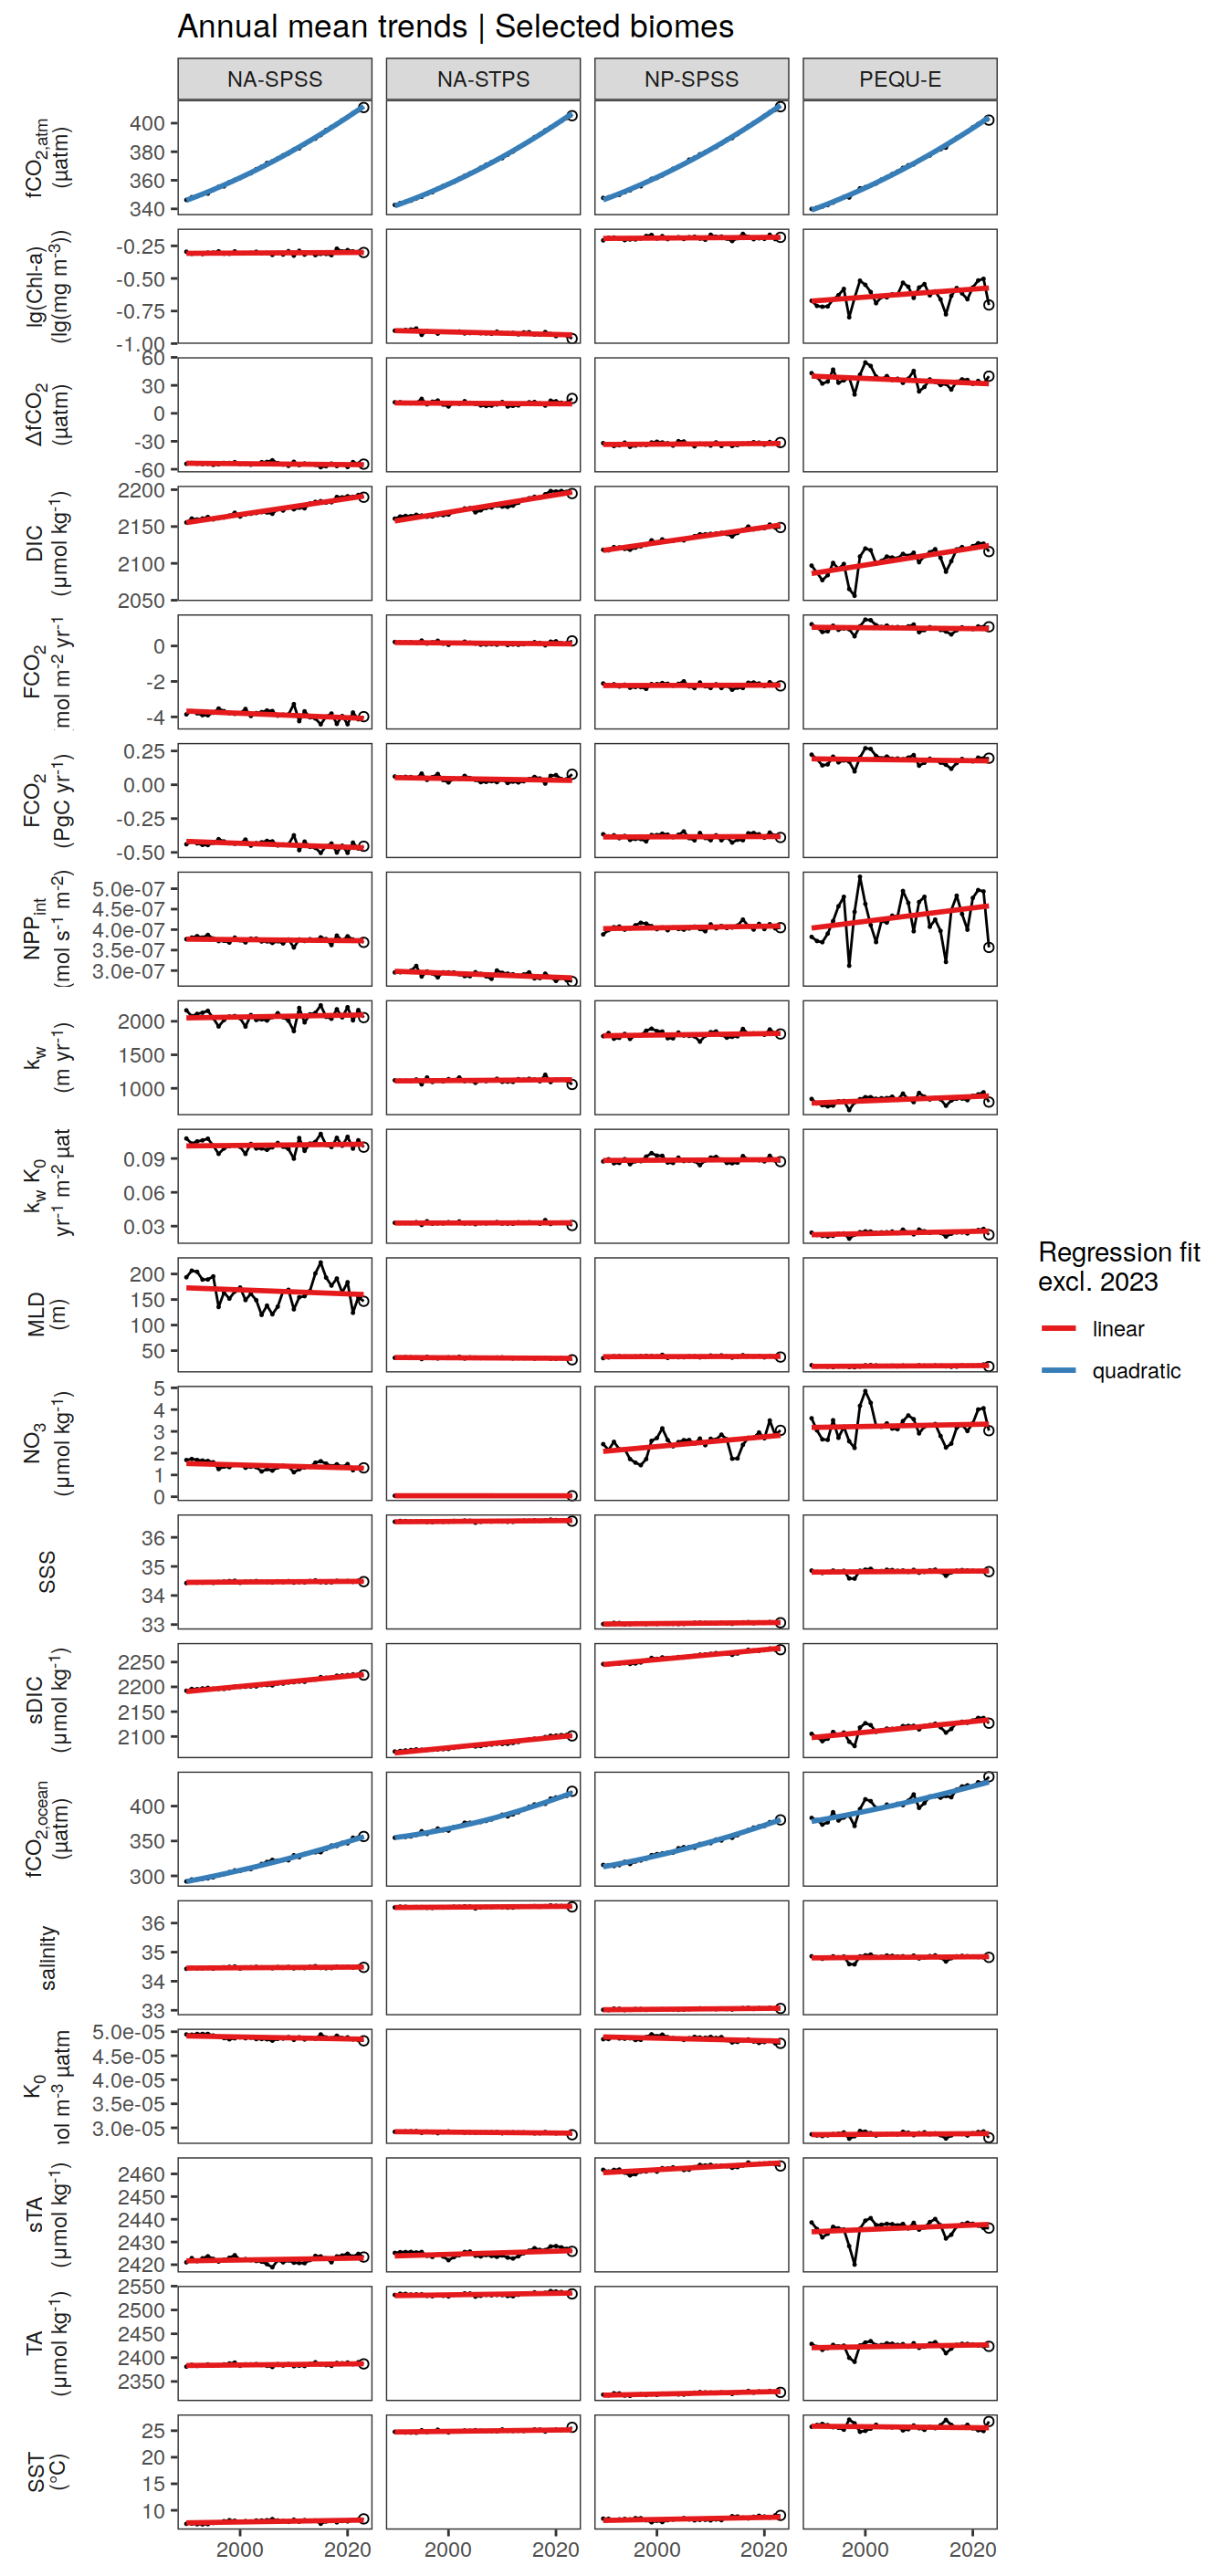 Annual mean trends | Selected biomes
NA-SPSS NA-STPS NP-SPSS PEQU-E
fCO2,atm
(µatm)
400
380
360
340
lg(Chl-a)
(lg(mg m-3))
-0.25
-0.50
-0.75
-1.00
ΔfCO2
(µatm)
60
30
0
-30
-60
DIC
(µmol kg-1)
2200
2150
2100
2050
FCO2
mol m-2 yr-1
0
-2
-4
FCO2
(PgC yr-1)
0.25
0.00
-0.25
-0.50
NPPint
(mol s-1 m-2)
5.0e-07
4.5e-07
4.0e-07
3.5e-07
3.0e-07
kw
(m yr-1)
2000
1500
1000
kw K0
yr-1 m-2 µat
0.09
0.06
0.03
MLD
(m)
200
150
100
50
NO3
(µmol kg-1)
5
4
3
2
1
0
SSS
36
35
34
33
sDIC
(µmol kg-1)
2250
2200
2150
2100
fCO2,ocean
(µatm)
400
350
300
salinity
36
35
34
33
K0
nol m-3 µatm
5.0e-05
4.5e-05
4.0e-05
3.5e-05
3.0e-05
sTA
(µmol kg-1)
2460
2450
2440
2430
2420
TA
(µmol kg-1)
2550
2500
2450
2400
2350
SST
(°C)
25
20
15
10
2000 2020 2000 2020 2000 2020 2000 2020
Regression fit
excl. 2023
linear
quadratic